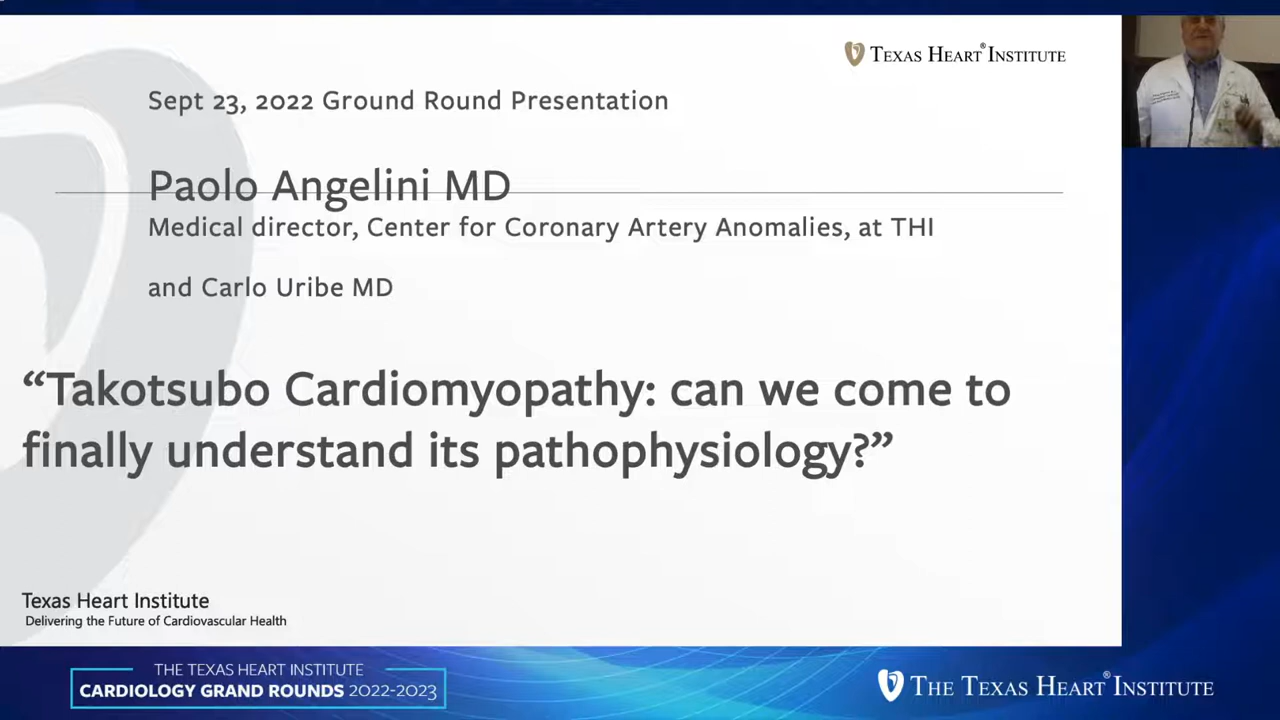 TEXAS HEART® INSTITUTE
Sept 23, 2022 Ground Round Presentation
Paolo Angelini MD
Medical director, Center for Coronary Artery Anomalies, at THI
and Carlo Uribe MD
“Takotsubo Cardiomyopathy: can we come to
finally understand its pathophysiology?”
Texas Heart Institute
Delivering the Future of Cardiovascular Health
THE TEXAS HEART INSTITUTE
CARDIOLOGY GRAND ROUNDS 2022-2023
THE TEXAS HEART® INSTITUTE